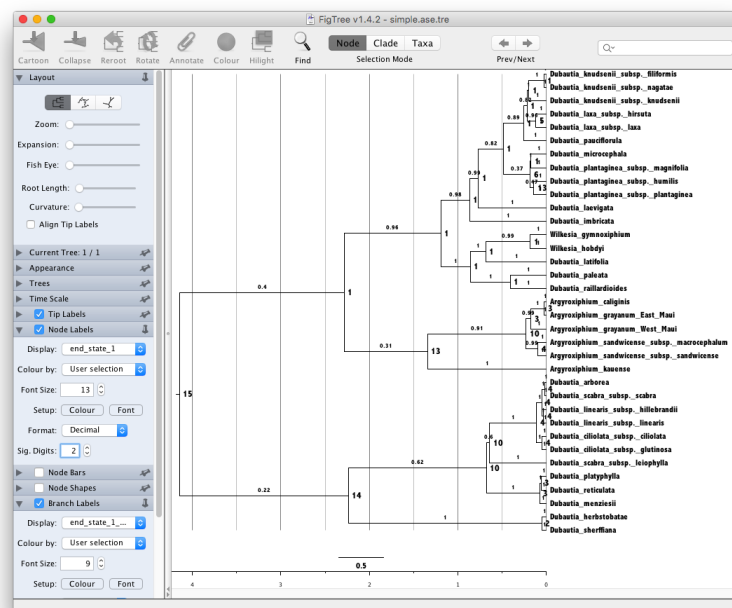 FigTree v1.4.2 - simple.ase.tre
Cartoon Collapse Reroot Rotate Annotate Colour Hilight Find
Node Clade Taxa
Selection Mode
Prev/Next
Layout
Zoom:
Expansion:
Fish Eye:
Root Length:
Curvature:
Align Tip Labels
Current Tree: 1 / 1
Appearance
Trees
Time Scale
Tip Labels
Node Labels
Display: end_state_1
Colour by: User selection
Font Size: 13
Setup: Colour Font
Format: Decimal
Sig. Digits: 2
Node Bars
Node Shapes
Branch Labels
Display: end_state_1_...
Colour by: User selection
Font Size: 9
Setup: Colour Font
Dubautia_knudsenii_subsp._filiformis
Dubautia_knudsenii_subsp._nagatae
Dubautia_knudsenii_subsp._knudsenii
Dubautia_laxa_subsp._hirsuta
Dubautia_laxa_subsp._laxa
Dubautia_pauciflorula
Dubautia_microcephala
Dubautia_plantaginea_subsp._magnifolia
Dubautia_plantaginea_subsp._humilis
Dubautia_plantaginea_subsp._plantaginea
Dubautia_laevigata
Dubautia_imbricata
Wilkesia_gymnoxiphium
Wilkesia_hobdyi
Dubautia_latifolia
Dubautia_paleata
Dubautia_raillardioides
Argyroxiphium_caliginis
Argyroxiphium_grayanum_East_Maui
Argyroxiphium_grayanum_West_Maui
Argyroxiphium_sandwicense_subsp._macrocephalum
Argyroxiphium_sandwicense_subsp._sandwicense
Argyroxiphium_kauense
Dubautia_arborea
Dubautia_scabra_subsp._scabra
Dubautia_linearis_subsp._hillebrandii
Dubautia_linearis_subsp._linearis
Dubautia_ciliolata_subsp._ciliolata
Dubautia_ciliolata_subsp._glutinosa
Dubautia_scabra_subsp._leiophylla
Dubautia_platyphylla
Dubautia_reticulata
Dubautia_menziesii
Dubautia_herbstobatae
Dubautia_sherffiana
0.89
0.82
0.37
0.99
0.98
0.96
0.99
0.4
0.91
0.31
13
15
10
0.62
10
0.22
14
0.5
4 3 2 1 0